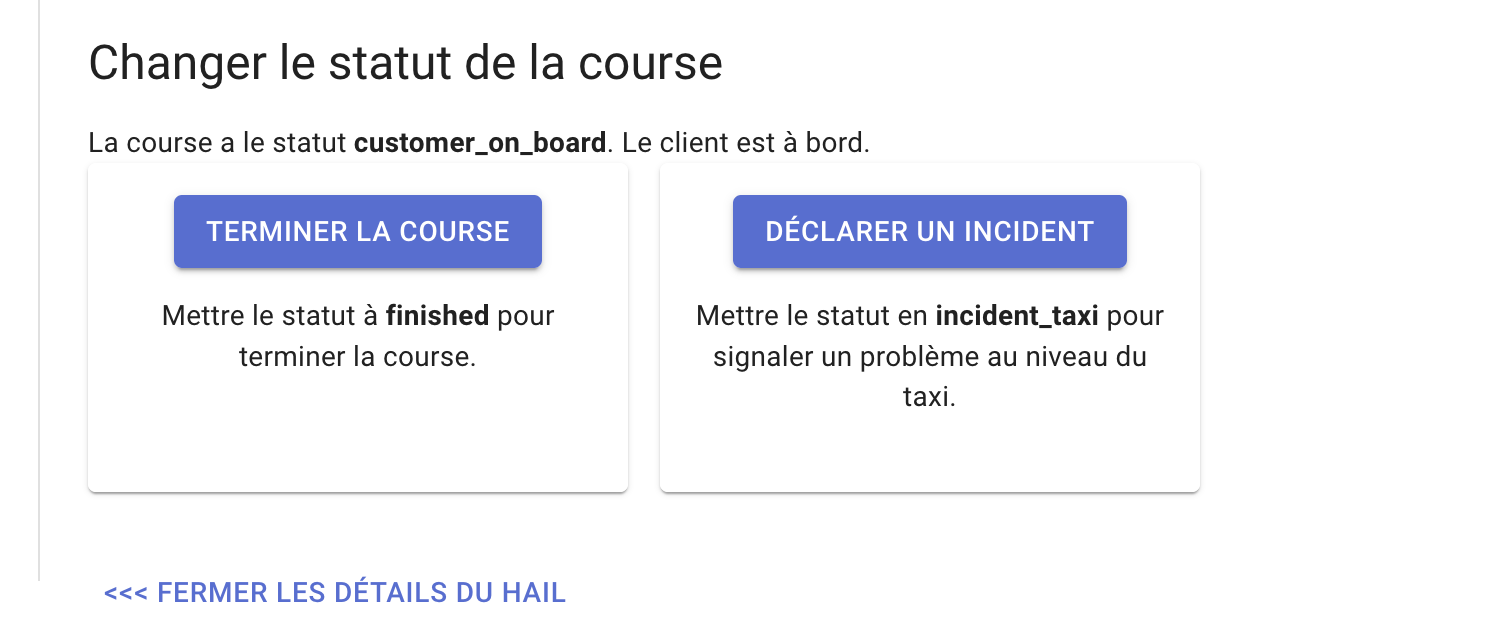 Changer le statut de la course
La course a le statut customer_on_board. Le client est à bord.
TERMINER LA COURSE
Mettre le statut à finished pour
terminer la course.
DÉCLARER UN INCIDENT
Mettre le statut en incident_taxi pour
signaler un problème au niveau du
taxi.
<<< FERMER LES DÉTAILS DU HAIL